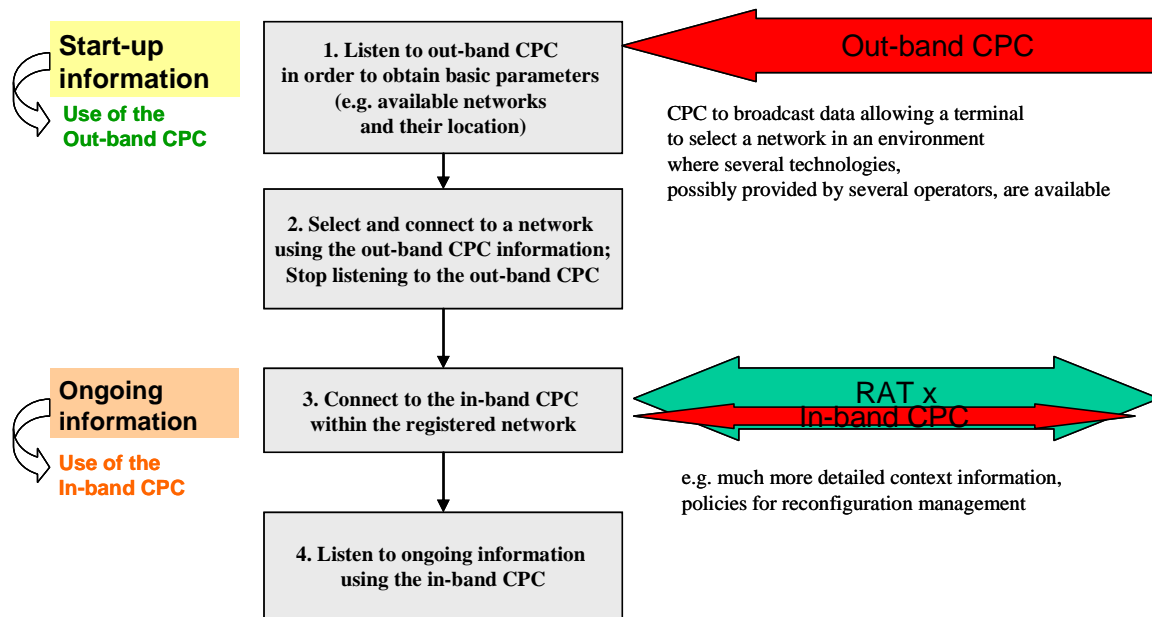 Start-up
information
Use of the
Out-band CPC
1. Listen to out-band CPC
in order to obtain basic parameters
(e.g. available networks
and their location)
Out-band CPC
CPC to broadcast data allowing a terminal
to select a network in an environment
where several technologies,
possibly provided by several operators, are available
2. Select and connect to a network
using the out-band CPC information;
Stop listening to the out-band CPC
Ongoing
information
Use of the
In-band CPC
3. Connect to the in-band CPC
within the registered network
RAT x
In-band CPC
e.g. much more detailed context information,
policies for reconfiguration management
4. Listen to ongoing information
using the in-band CPC